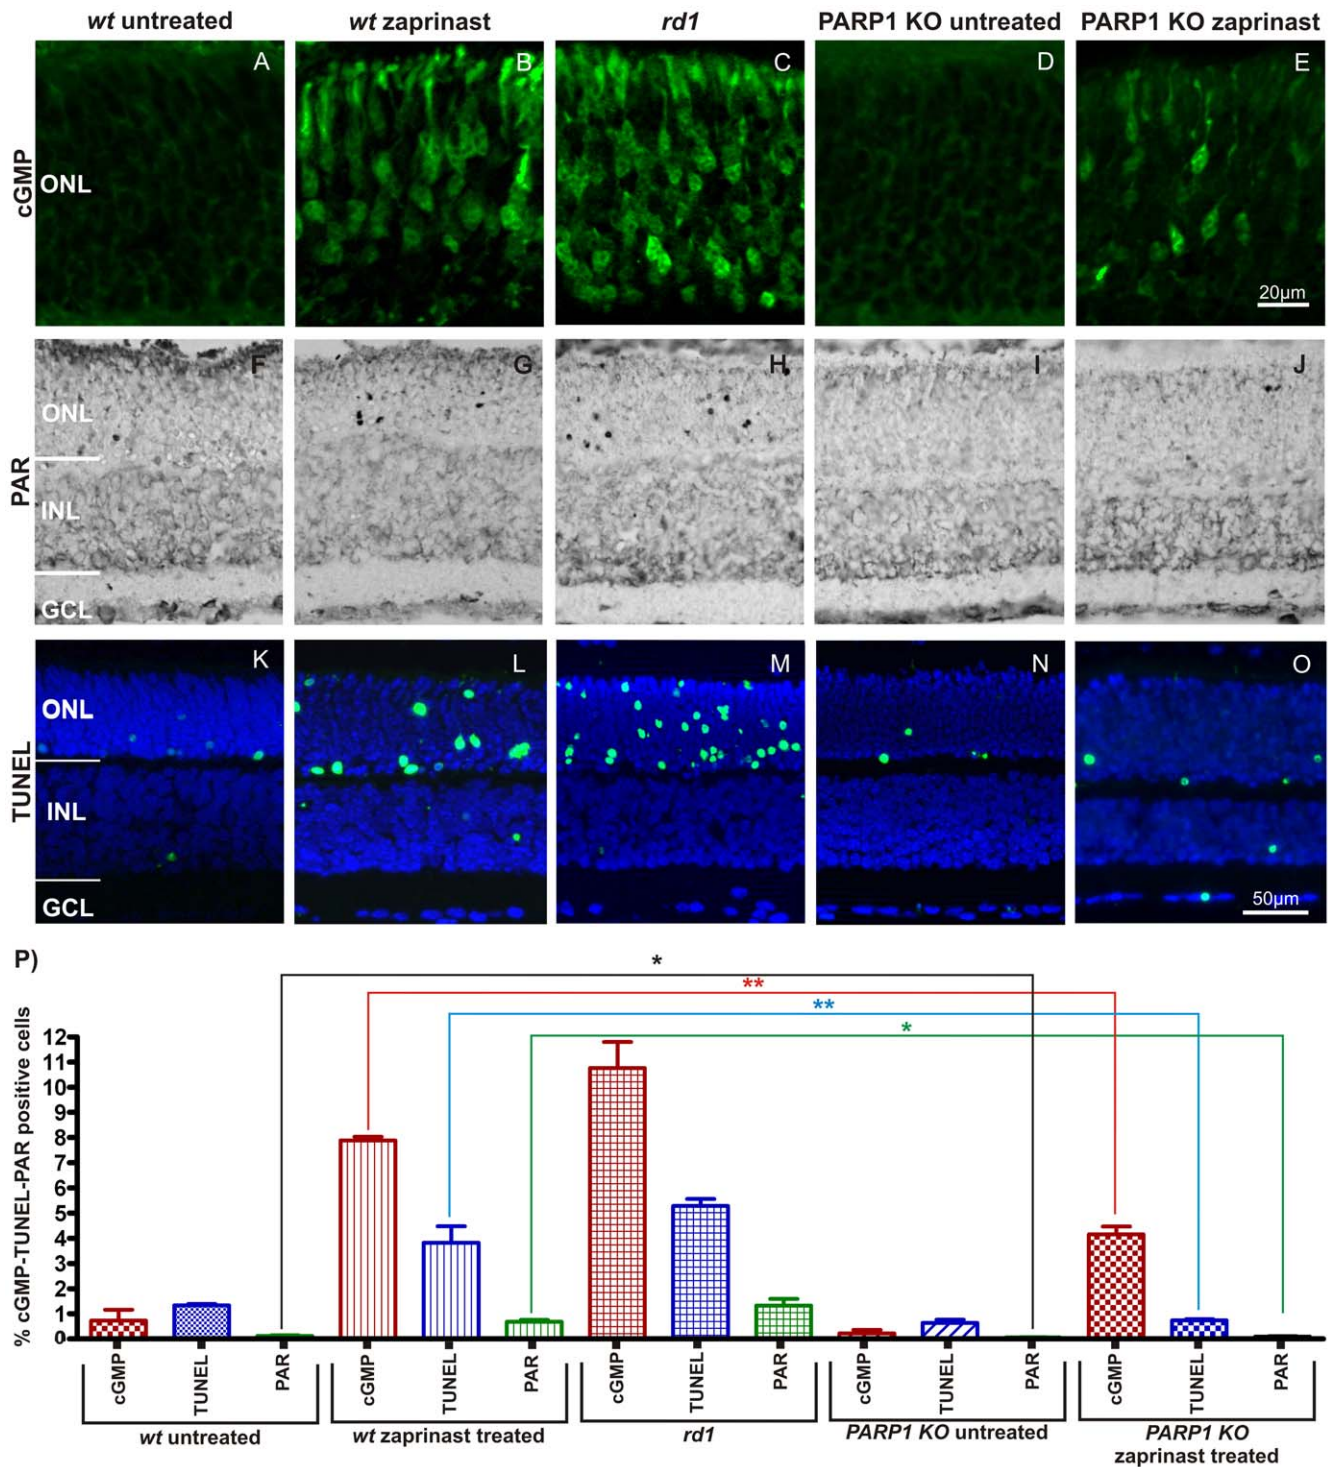 wt untreated wt zaprinast rd1 PARP1 KO untreated PARP1 KO zaprinast
A B C D E
cGMP
ONL
20µm
F G H I J
ONL
PAR
INL
GCL
K L M N O
ONL
TUNEL
INL
GCL
50µm
P)
*
**
**
*
% cGMP-TUNEL-PAR positive cells
12
11
10
9
8
7
6
5
4
3
2
1
0
cGMP TUNEL PAR cGMP TUNEL PAR cGMP TUNEL PAR cGMP TUNEL PAR cGMP TUNEL PAR
wt untreated wt zaprinast treated rd1 PARP1 KO untreated PARP1 KO
zaprinast treated